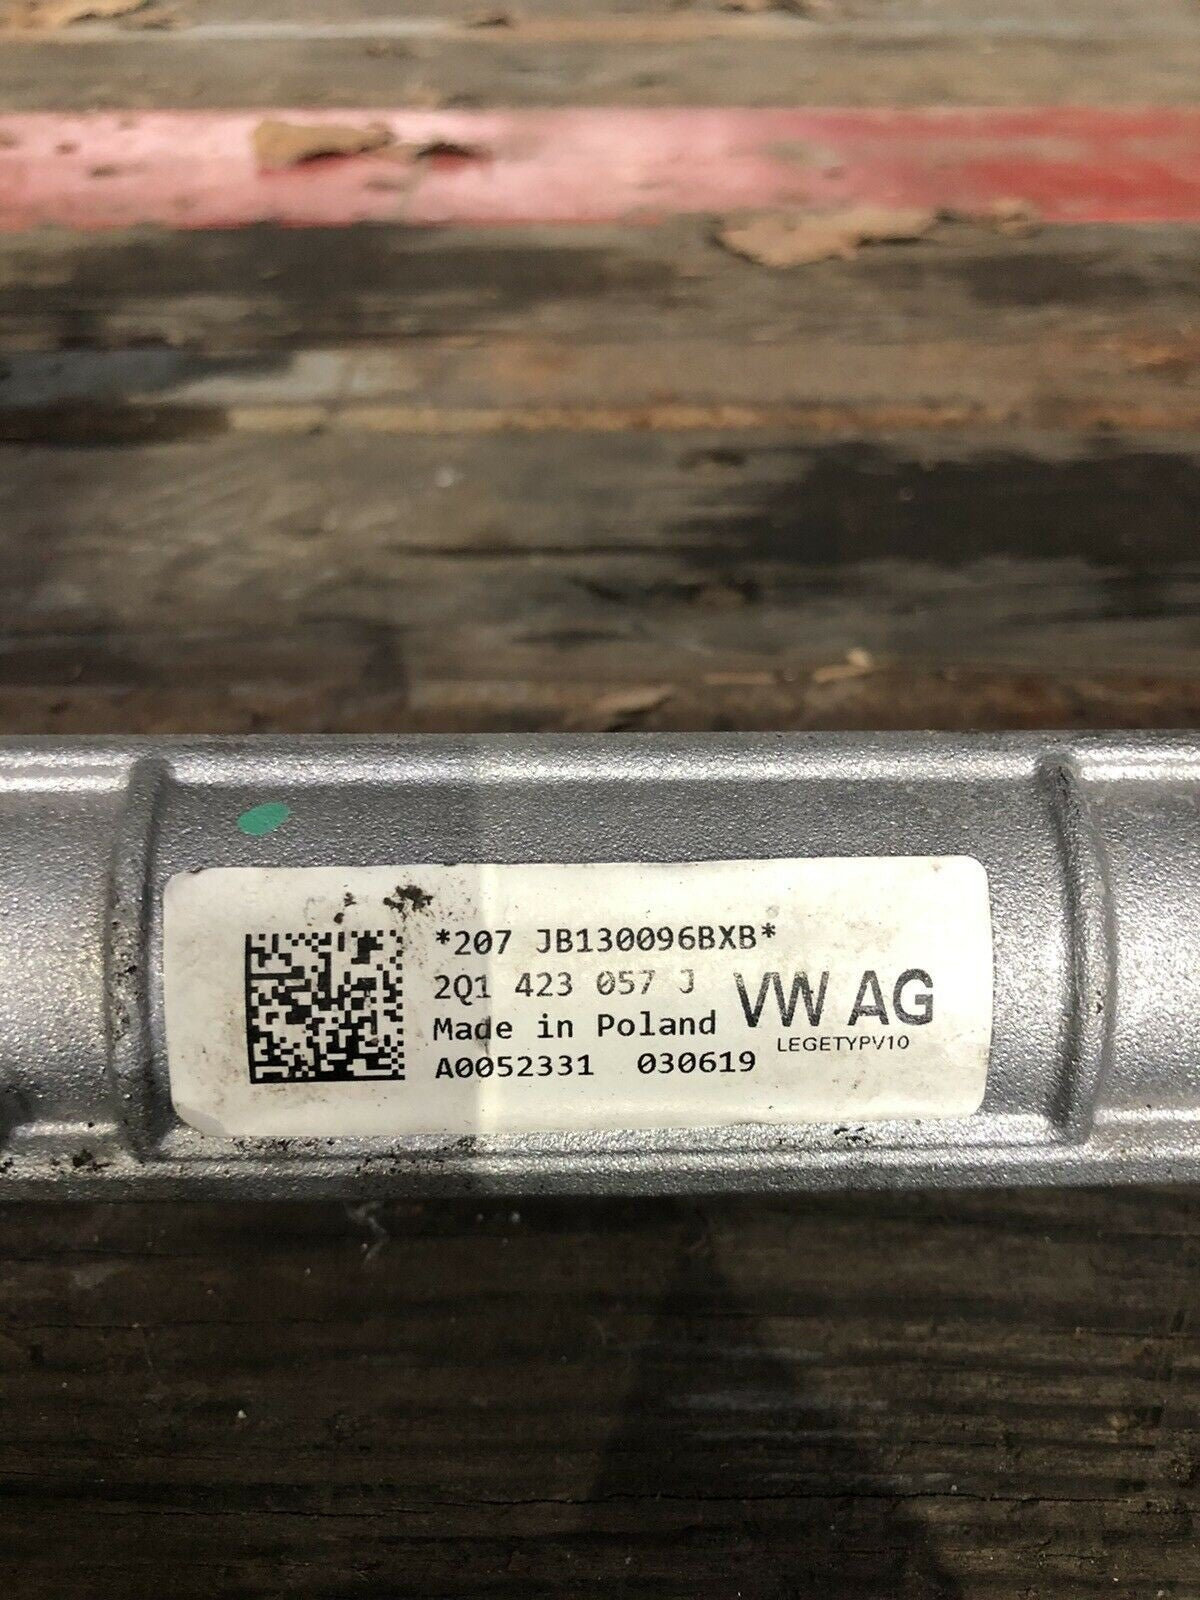 *207 JB130096BXB*
2Q1 423 057 J
VW AG
Made in Poland
LEGETYPV10
A0052331 030619